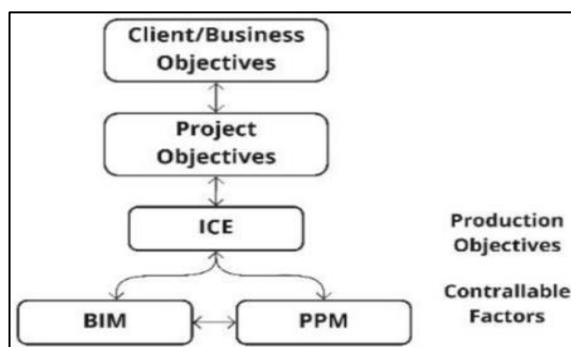 Client/Business
Objectives
Project
Objectives
ICE
Production
Objectives
Contrallable
Factors
BIM
PPM